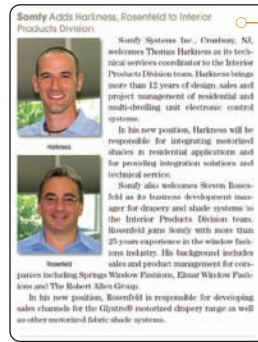 Somfy Adds Harkness, Rosenfeld to Interior
Products Division
Somfy Systems Inc., Cranbury, NJ,
welcomes Thomas Harkness as its tech-
nical services coordinator to the Interior
Products Division team. Harkness brings
more than 12 years of design, sales and
project management of residential and
multi-dwelling unit electronic control
systems.
In his new position, Harkness will be
responsible for integrating motorized
shades in residential applications and
for providing integration solutions and
technical service.
Harkness
Somfy also welcomes Steven Rosen-
feld as its business development man-
ager for drapery and shade systems to
the Interior Products Division team.
Rosenfeld joins Somfy with more than
25 years experience in the window fash-
ions industry. His background includes
sales and product management for com-
Rosenfeld
panies including Springs Window Fashions, Elmar Window Fash-
ions and The Robert Allen Group.
In his new position, Rosenfeld is responsible for developing
sales channels for the Glystro® motorized drapery range as well
as other motorized fabric shade systems.